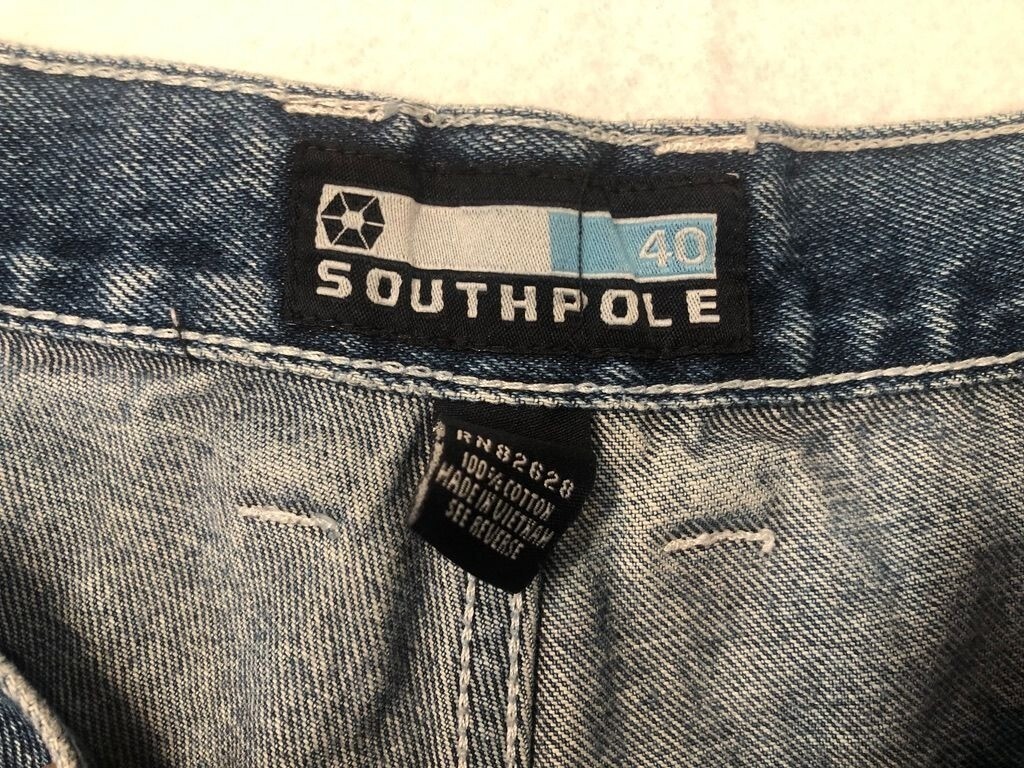 40
SOUTHPOLE
RN82628
100% COTTON
MADE IN VIETNAM
SEE REVERSE